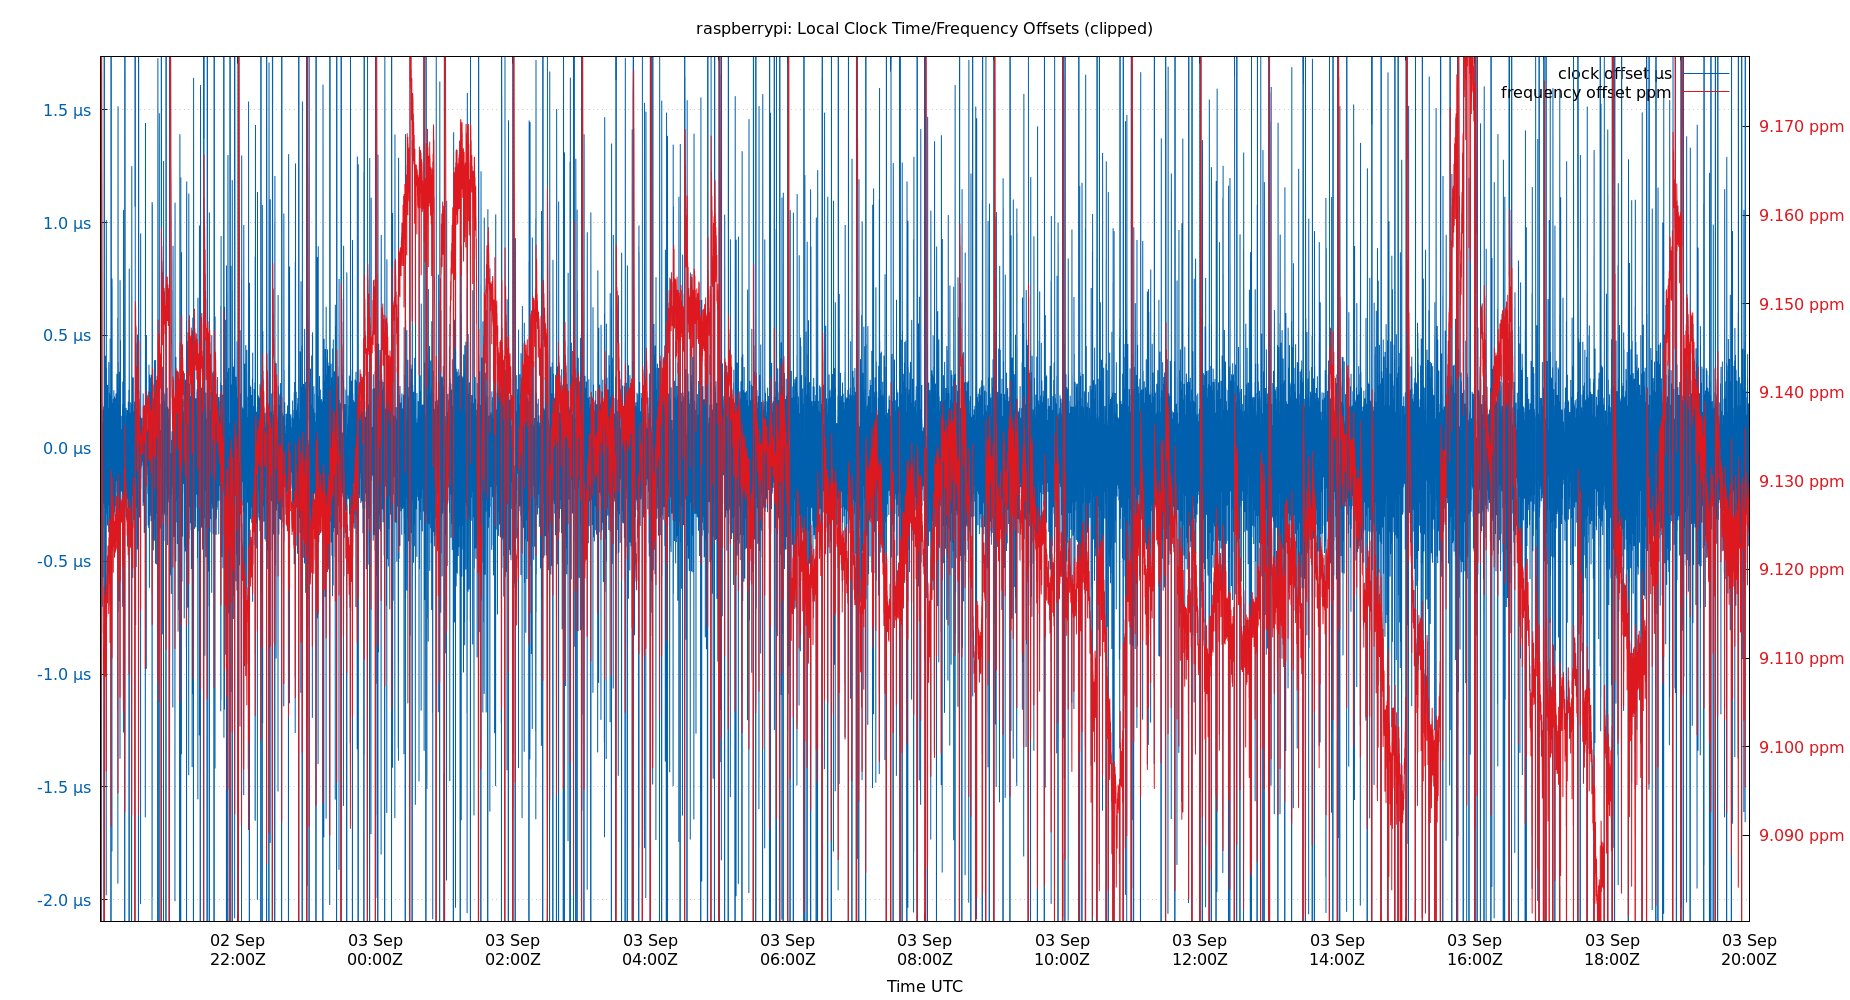 raspberrypi: Local Clock Time/Frequency Offsets (clipped)
clock offset µs
frequency offset ppm
1.5 µs
1.0 µs
0.5 µs
0.0 µs
-0.5 µs
-1.0 µs
-1.5 µs
-2.0 µs
9.170 ppm
9.160 ppm
9.150 ppm
9.140 ppm
9.130 ppm
9.120 ppm
9.110 ppm
9.100 ppm
9.090 ppm
02 Sep
22:00Z
03 Sep
00:00Z
03 Sep
02:00Z
03 Sep
04:00Z
03 Sep
06:00Z
03 Sep
08:00Z
03 Sep
10:00Z
03 Sep
12:00Z
03 Sep
14:00Z
03 Sep
16:00Z
03 Sep
18:00Z
03 Sep
20:00Z
Time UTC